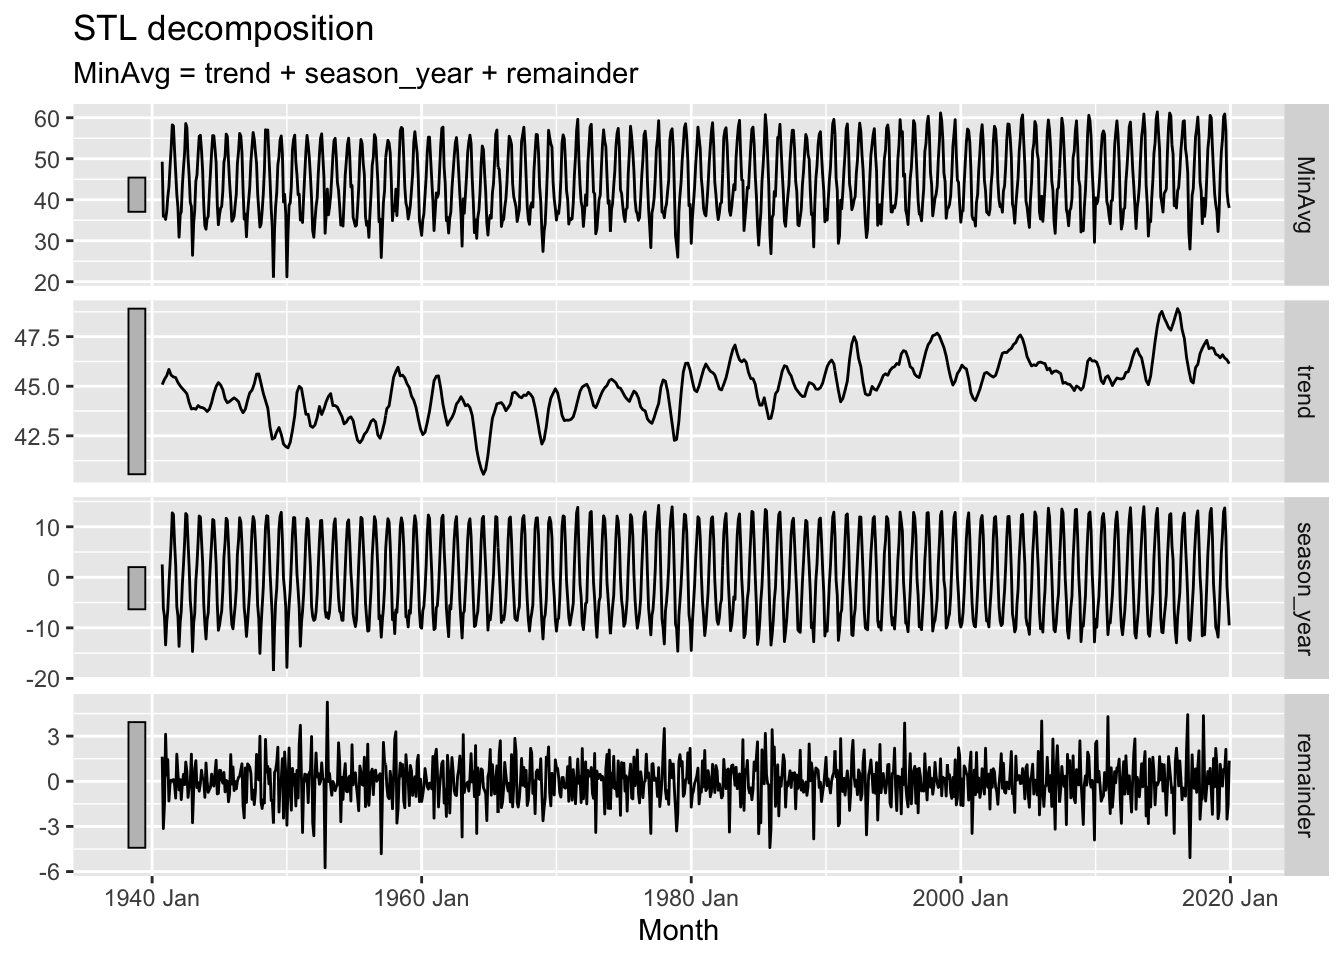 STL decomposition
MinAvg = trend + season_year + remainder
60
50
40
30
20
MinAvg
47.5
45.0
42.5
trend
10
0
-10
-20
season_year
3
0
-3
-6
remainder
1940 Jan
1960 Jan
1980 Jan
2000 Jan
2020 Jan
Month